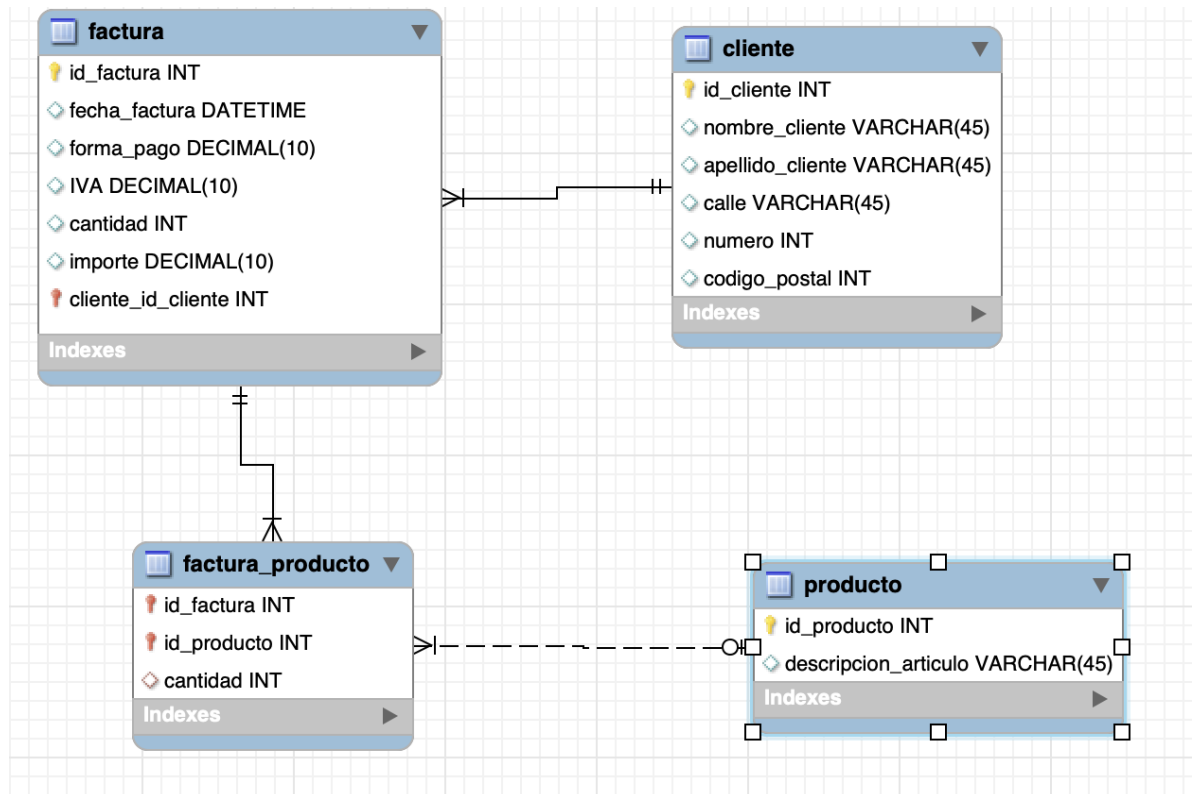 factura
id_factura INT
fecha_factura DATETIME
forma_pago DECIMAL(10)
IVA DECIMAL(10)
cantidad INT
importe DECIMAL(10)
cliente_id_cliente INT
Indexes
cliente
id_cliente INT
nombre_cliente VARCHAR(45)
apellido_cliente VARCHAR(45)
calle VARCHAR(45)
numero INT
codigo_postal INT
Indexes
factura_producto
id_factura INT
id_producto INT
cantidad INT
Indexes
producto
id_producto INT
descripcion_articulo VARCHAR(45)
Indexes